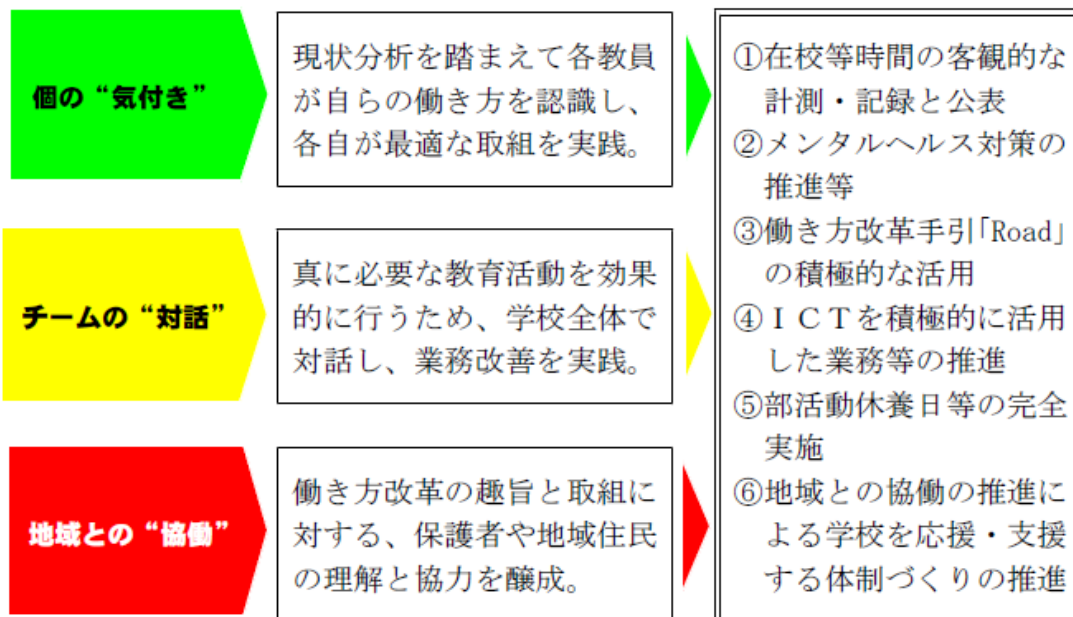 個の“気付き”
現状分析を踏まえて各教員
が自らの働き方を認識し、
各自が最適な取組を実践。
チームの“対話”
真に必要な教育活動を効果
的に行うため、学校全体で
対話し、業務改善を実践。
地域との“協働”
働き方改革の趣旨と取組に
対する、保護者や地域住民
の理解と協力を醸成。
①在校等時間の客観的な
計測・記録と公表
②メンタルヘルス対策の
推進等
③働き方改革手引「Road」
の積極的な活用
④ＩＣＴを積極的に活用
した業務等の推進
⑤部活動休養日等の完全
実施
⑥地域との協働の推進に
よる学校を応援・支援
する体制づくりの推進